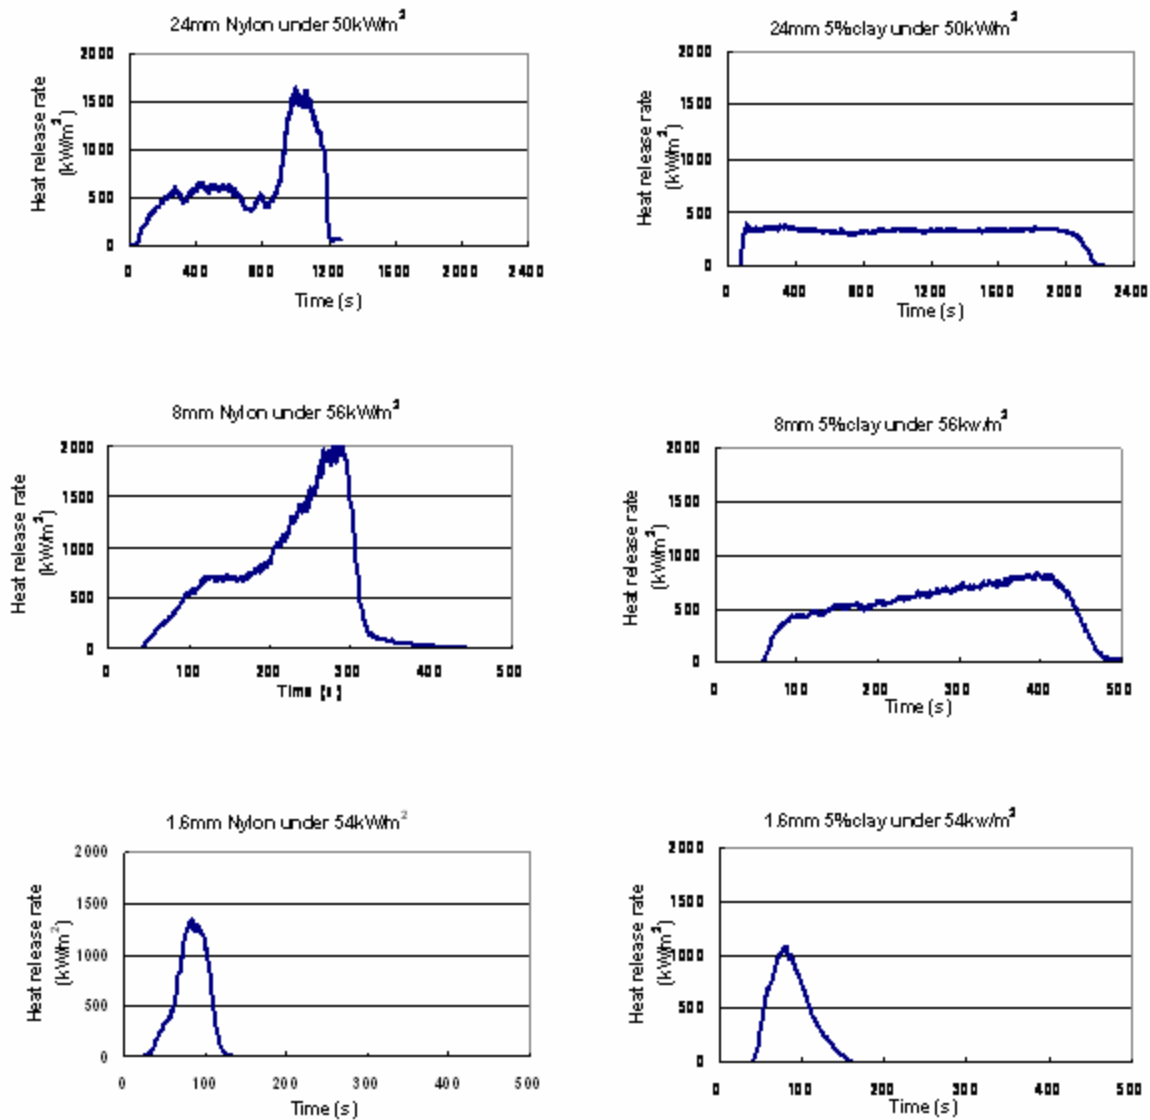 24mm Nylon under 50kW/m²
Heat release rate
(kW/m²)
2000
1500
1000
500
0
0 400 800 1200 1600 2000 2400
Time (s)
24mm 5%clay under 50kW/m²
Heat release rate
(kW/m²)
2000
1500
1000
500
0
0 400 800 1200 1600 2000 2400
Time (s)
8mm Nylon under 56kW/m²
Heat release rate
(kW/m²)
2000
1500
1000
500
0
0 100 200 300 400 500
Time (s)
8mm 5%clay under 56kw/m²
Heat release rate
(kW/m²)
2000
1500
1000
500
0
0 100 200 300 400 500
Time (s)
1.6mm Nylon under 54kW/m²
Heat release rate
(kW/m²)
2000
1500
1000
500
0
0 100 200 300 400 500
Time (s)
1.6mm 5%clay under 54kw/m²
Heat release rate
(kW/m²)
2000
1500
1000
500
0
0 100 200 300 400 500
Time (s)